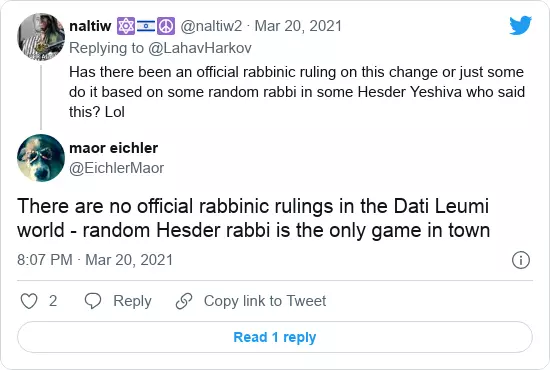 naltiw 🔯🇮🇱☮️ @naltiw2 · Mar 20, 2021
Replying to @LahavHarkov
Has there been an official rabbinic ruling on this change or just some
do it based on some random rabbi in some Hesder Yeshiva who said
this? Lol
maor eichler
@EichlerMaor
There are no official rabbinic rulings in the Dati Leumi
world - random Hesder rabbi is the only game in town
8:07 PM · Mar 20, 2021
2 Reply Copy link to Tweet
Read 1 reply